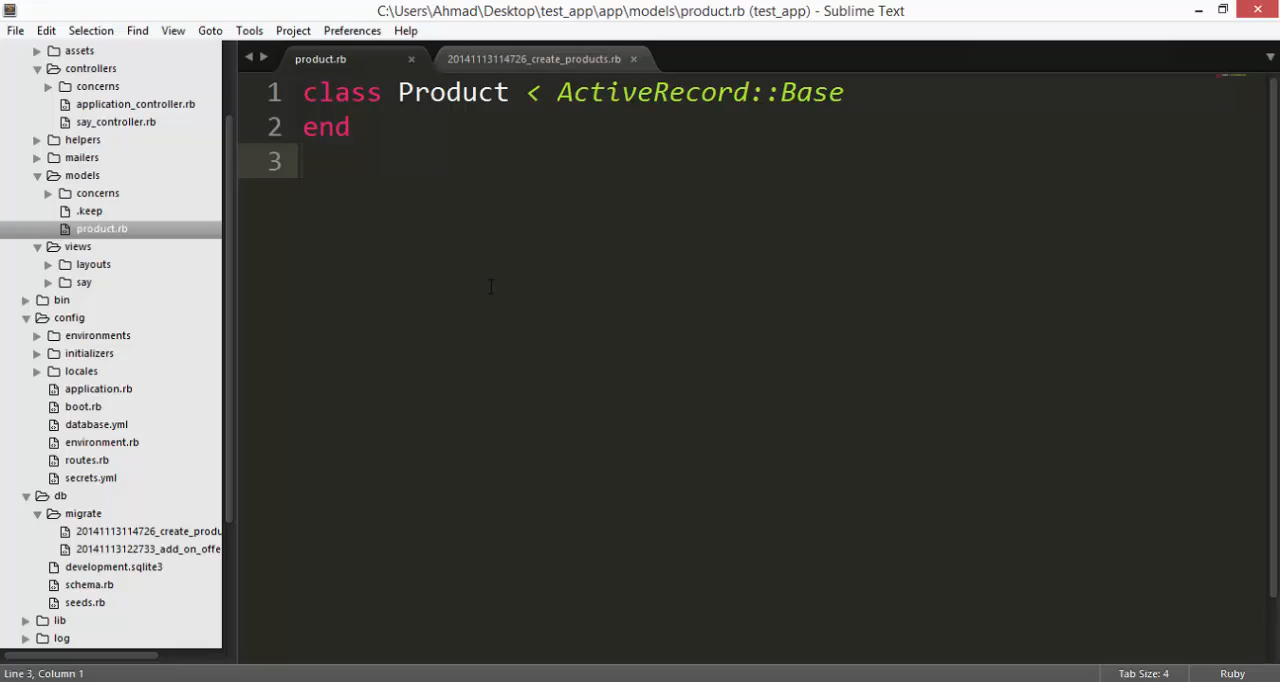 C:\Users\Ahmad\Desktop\test_app\app\models\product.rb (test_app) - Sublime Text
File Edit Selection Find View Goto Tools Project Preferences Help
assets
controllers
concerns
application_controller.rb
say_controller.rb
helpers
mailers
models
concerns
.keep
product.rb
views
layouts
say
bin
config
environments
initializers
locales
application.rb
boot.rb
database.yml
environment.rb
routes.rb
secrets.yml
db
migrate
20141113114726_create_produ
20141113122733_add_on_offe
development.sqlite3
schema.rb
seeds.rb
lib
log
product.rb 20141113114726_create_products.rb
1 class Product < ActiveRecord::Base
2 end
3
Line 3, Column 1 Tab Size: 4 Ruby